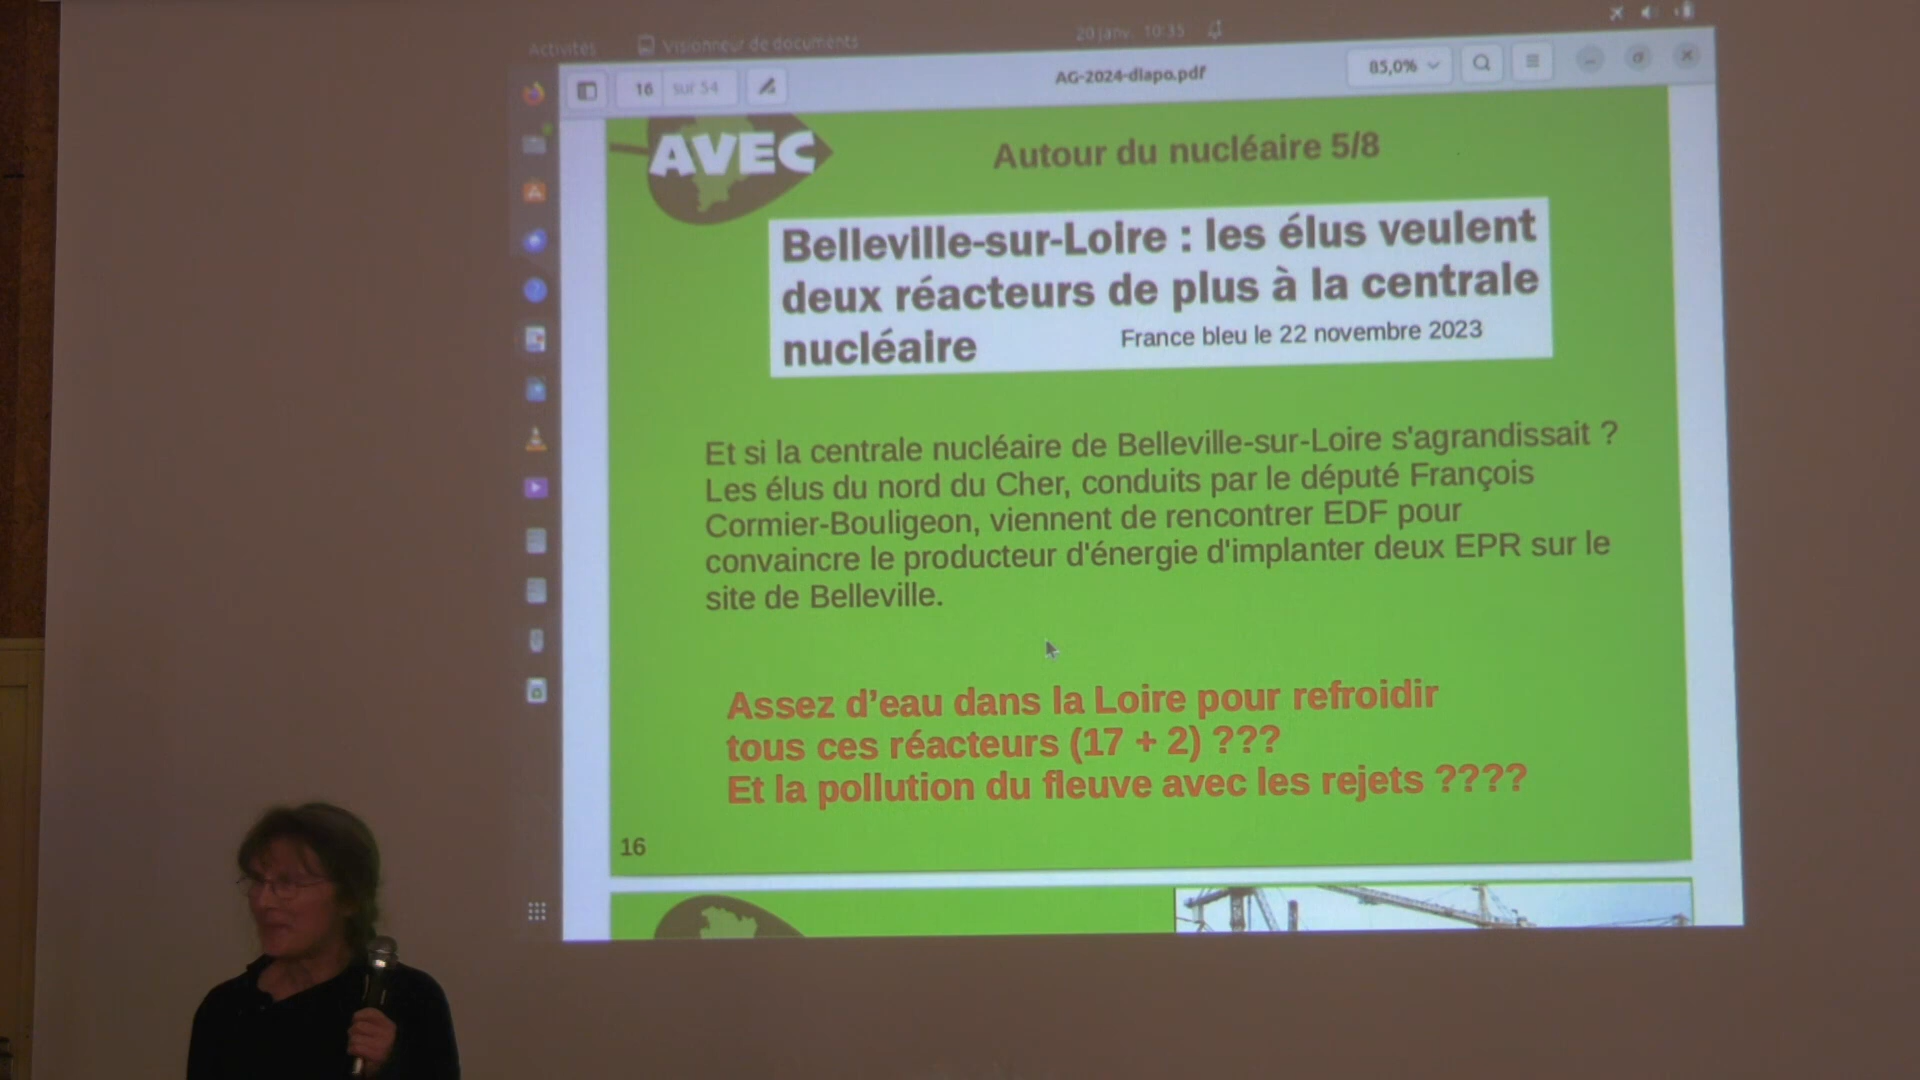 Activités Visionneur de documents 20 janv. 10:35
16 sur 54 AG-2024-diapo.pdf 85,0%
AVEC
Autour du nucléaire 5/8
Belleville-sur-Loire : les élus veulent
deux réacteurs de plus à la centrale
nucléaire France bleu le 22 novembre 2023
Et si la centrale nucléaire de Belleville-sur-Loire s'agrandissait ?
Les élus du nord du Cher, conduits par le député François
Cormier-Bouligeon, viennent de rencontrer EDF pour
convaincre le producteur d'énergie d'implanter deux EPR sur le
site de Belleville.
Assez d’eau dans la Loire pour refroidir
tous ces réacteurs (17 + 2) ???
Et la pollution du fleuve avec les rejets ????
16